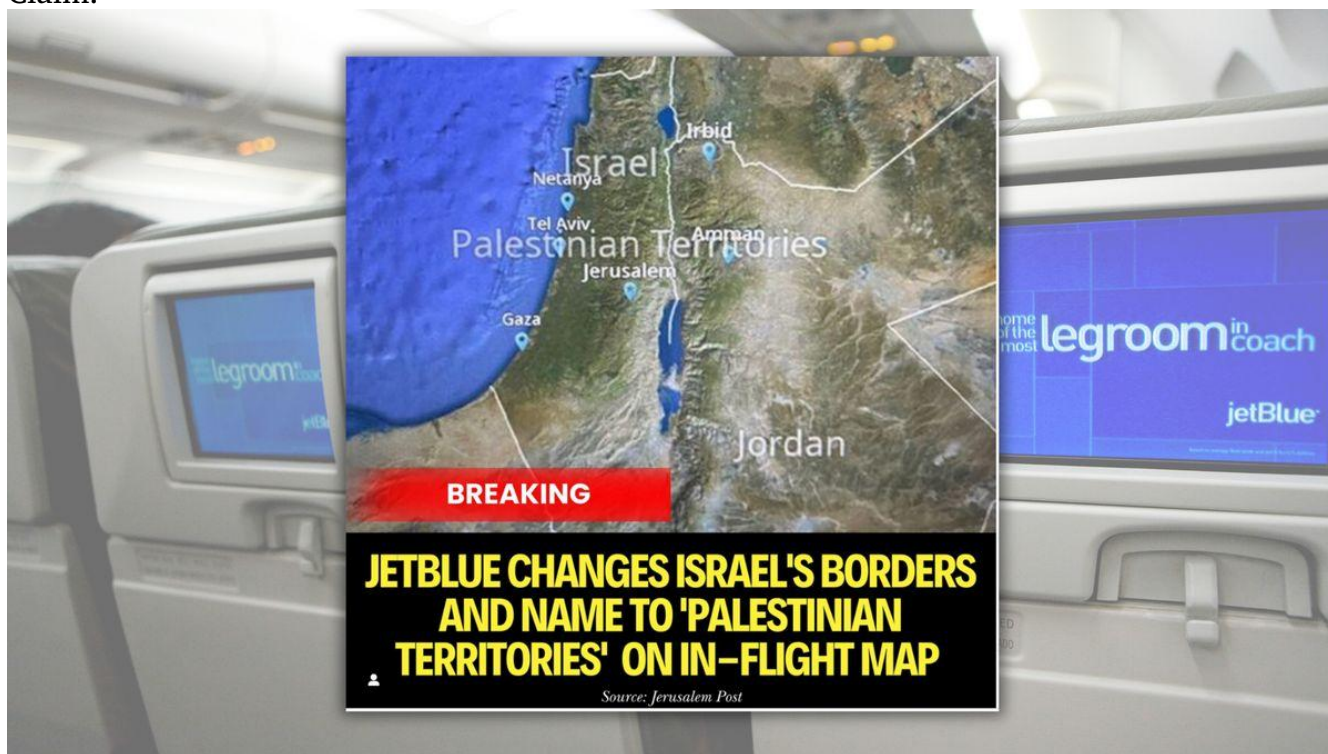 Irbid
Israel
Netanya
Tel Aviv
Palestinian Territories
Amman
Jerusalem
Gaza
Jordan
BREAKING
JETBLUE CHANGES ISRAEL'S BORDERS
AND NAME TO 'PALESTINIAN
TERRITORIES' ON IN-FLIGHT MAP
Source: Jerusalem Post
legroom
home
of the
most
legroom in coach
jetBlue